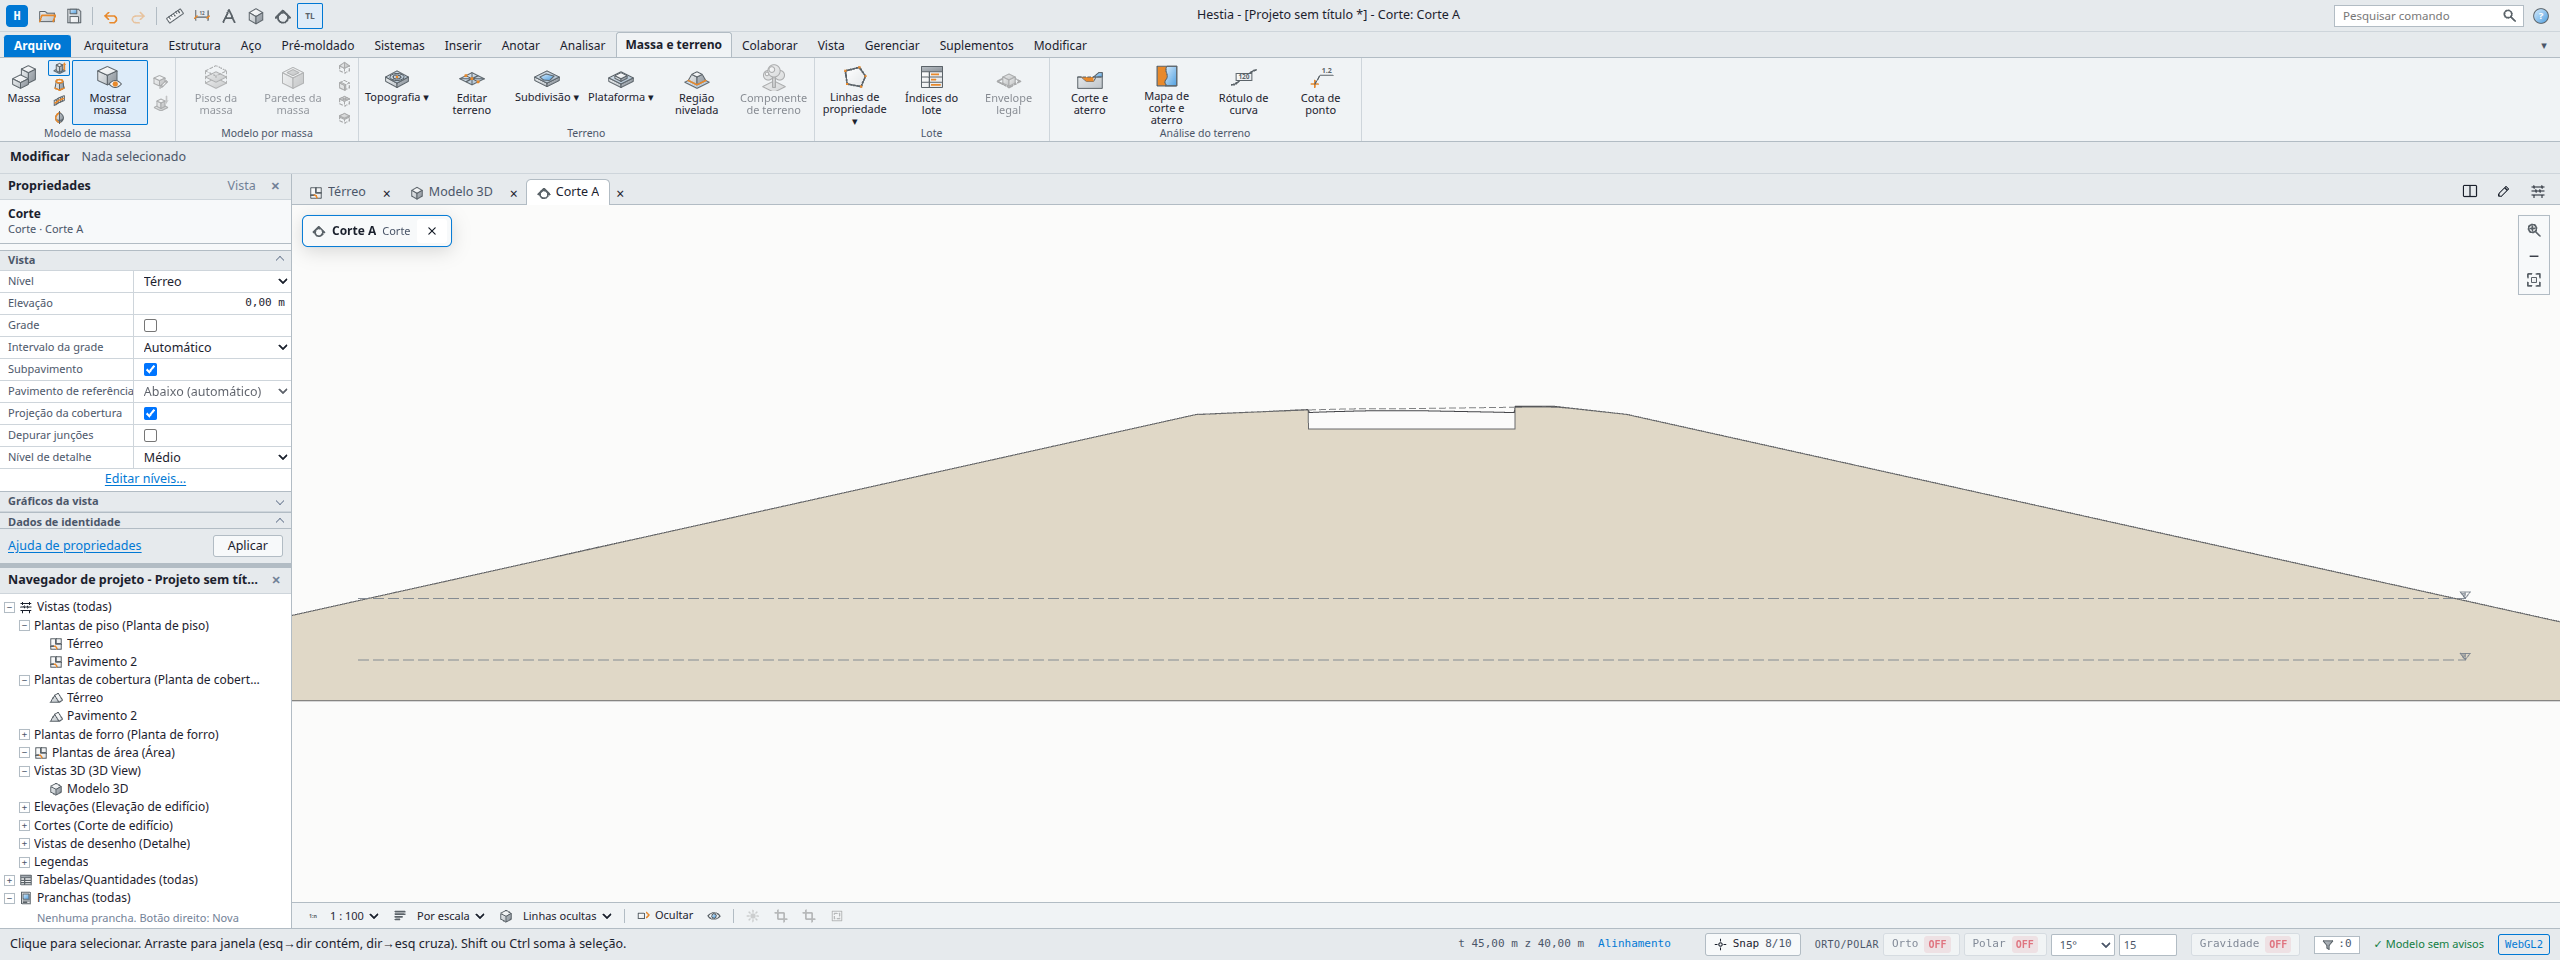 H
TL
Hestia - [Projeto sem título *] - Corte: Corte A
Pesquisar comando
?
Arquivo Arquitetura Estrutura Aço Pré-moldado Sistemas Inserir Anotar Analisar Massa e terreno Colaborar Vista Gerenciar Suplementos Modificar
Massa
Mostrar massa
Modelo de massa
Pisos da massa
Paredes da massa
Modelo por massa
Topografia
Editar terreno
Subdivisão
Plataforma
Região nivelada
Componente de terreno
Terreno
Linhas de propriedade
Índices do lote
Envelope legal
Lote
Corte e aterro
Mapa de corte e aterro
120
Rótulo de curva
1.2
Cota de ponto
Análise do terreno
Modificar Nada selecionado
Propriedades Vista
Corte
Corte · Corte A
Vista
Nível Térreo
Elevação 0,00 m
Grade
Intervalo da grade Automático
Subpavimento
Pavimento de referência Abaixo (automático)
Projeção da cobertura
Depurar junções
Nível de detalhe Médio
Editar níveis...
Gráficos da vista
Dados de identidade
Ajuda de propriedades Aplicar
Navegador de projeto - Projeto sem tít...
Vistas (todas)
Plantas de piso (Planta de piso)
Térreo
Pavimento 2
Plantas de cobertura (Planta de cobert...
Térreo
Pavimento 2
Plantas de forro (Planta de forro)
Plantas de área (Área)
Vistas 3D (3D View)
Modelo 3D
Elevações (Elevação de edifício)
Cortes (Corte de edifício)
Vistas de desenho (Detalhe)
Legendas
Tabelas/Quantidades (todas)
Pranchas (todas)
Nenhuma prancha. Botão direito: Nova
Térreo × Modelo 3D × Corte A ×
Corte A Corte ×
1 : 100 Por escala Linhas ocultas Ocultar
Clique para selecionar. Arraste para janela (esq→dir contém, dir→esq cruza). Shift ou Ctrl soma à seleção.
t 45,00 m z 40,00 m Alinhamento Snap 8/10 ORTO/POLAR Orto OFF Polar OFF 15° 15 Gravidade OFF :0 ✓ Modelo sem avisos WebGL2